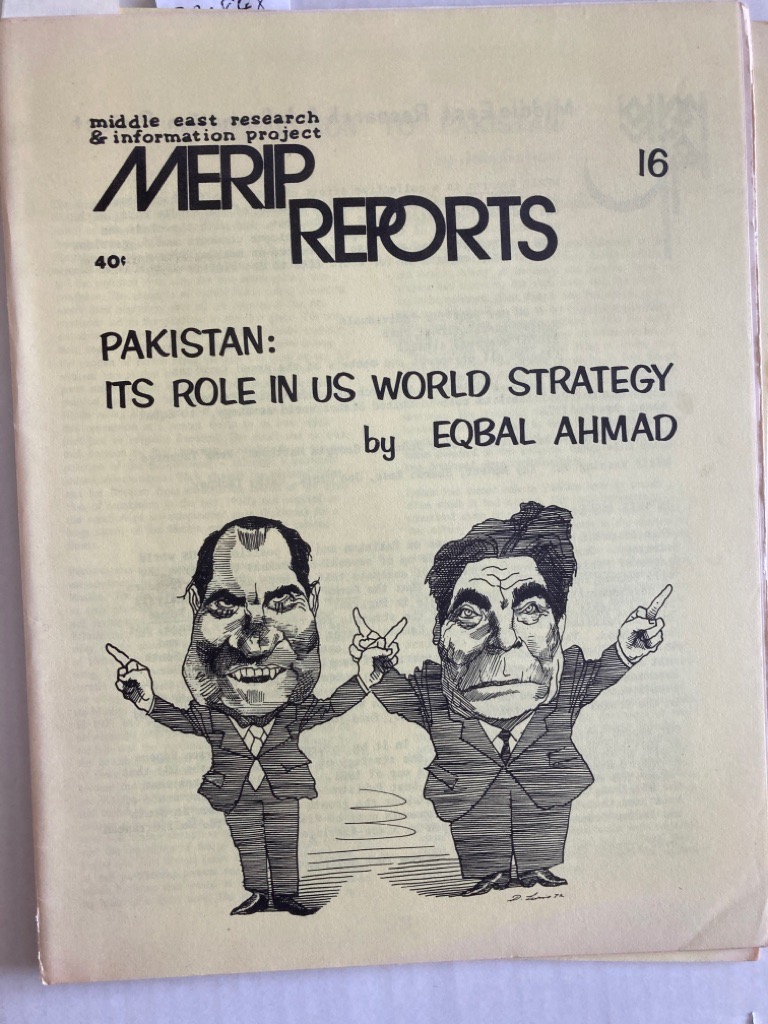 middle east research
& information project
MERIP
REPORTS
16
40¢
PAKISTAN:
ITS ROLE IN US WORLD STRATEGY
by EQBAL AHMAD